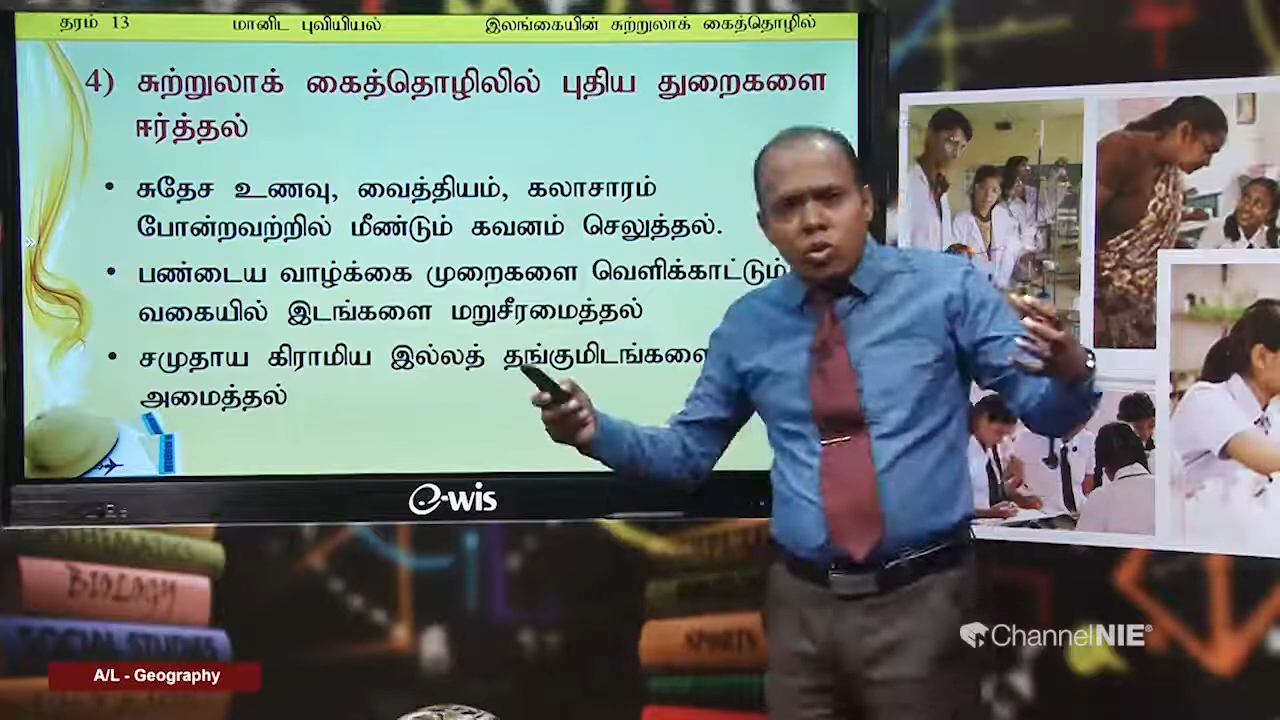 தரம் 13 மானிட புவியியல் இலங்கையின் சுற்றுலாக் கைத்தொழில்
4) சுற்றுலாக் கைத்தொழிலில் புதிய துறைகளை
ஈர்த்தல்
• சுதேச உணவு, வைத்தியம், கலாசாரம்
போன்றவற்றில் மீண்டும் கவனம் செலுத்தல்.
• பண்டைய வாழ்க்கை முறைகளை வெளிக்காட்டும்
வகையில் இடங்களை மறுசீரமைத்தல்
• சமுதாய கிராமிய இல்லத் தங்குமிடங்களை
அமைத்தல்
e-wis
MATHEMATICS
BIOLOGY
SOCIAL STUDIES
SPORTS
ChannelNIE®
A/L - Geography